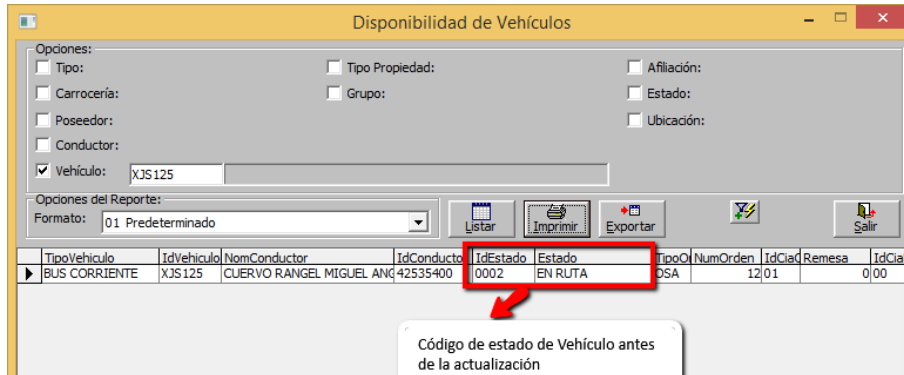 Disponibilidad de Vehículos
Opciones:
Tipo: Tipo Propiedad: Afiliación:
Carrocería: Grupo: Estado:
Poseedor: Ubicación:
Conductor:
Vehículo: XJS125
Opciones del Reporte:
Formato: 01 Predeterminado Listar Imprimir Exportar Salir
TipoVehiculo IdVehiculo NomConductor IdConducto IdEstado Estado TipoO NumOrden IdCiaC Remesa IdCia
BUS CORRIENTE XJS125 CUERVO RANGEL MIGUEL ANG 42535400 0002 EN RUTA OSA 12 01 0 00
Código de estado de Vehículo antes
de la actualización